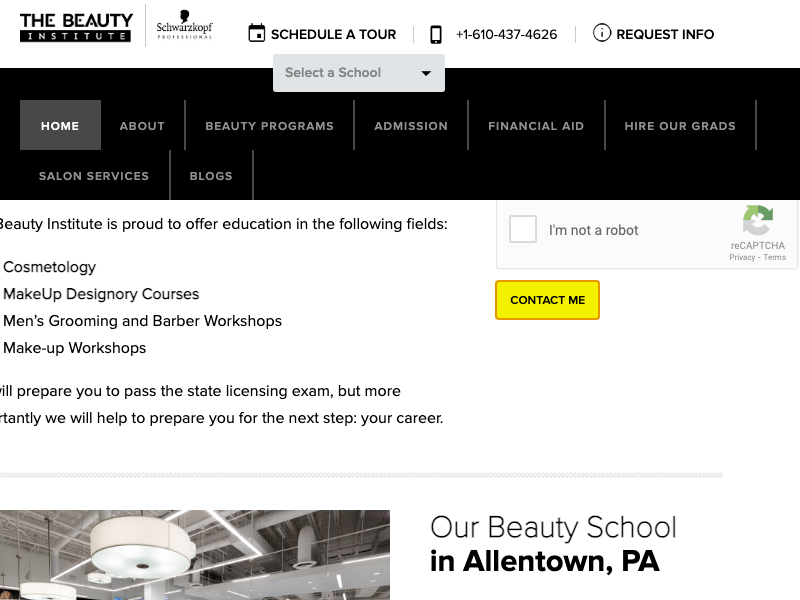 THE BEAUTY
INSTITUTE
Schwarzkopf
PROFESSIONAL
SCHEDULE A TOUR
+1-610-437-4626
REQUEST INFO
Select a School
HOME
ABOUT
BEAUTY PROGRAMS
ADMISSION
FINANCIAL AID
HIRE OUR GRADS
SALON SERVICES
BLOGS
Beauty Institute is proud to offer education in the following fields:
Cosmetology
MakeUp Designory Courses
Men’s Grooming and Barber Workshops
Make-up Workshops
will prepare you to pass the state licensing exam, but more
rtantly we will help to prepare you for the next step: your career.
I'm not a robot
reCAPTCHA
Privacy - Terms
CONTACT ME
Our Beauty School
in Allentown, PA